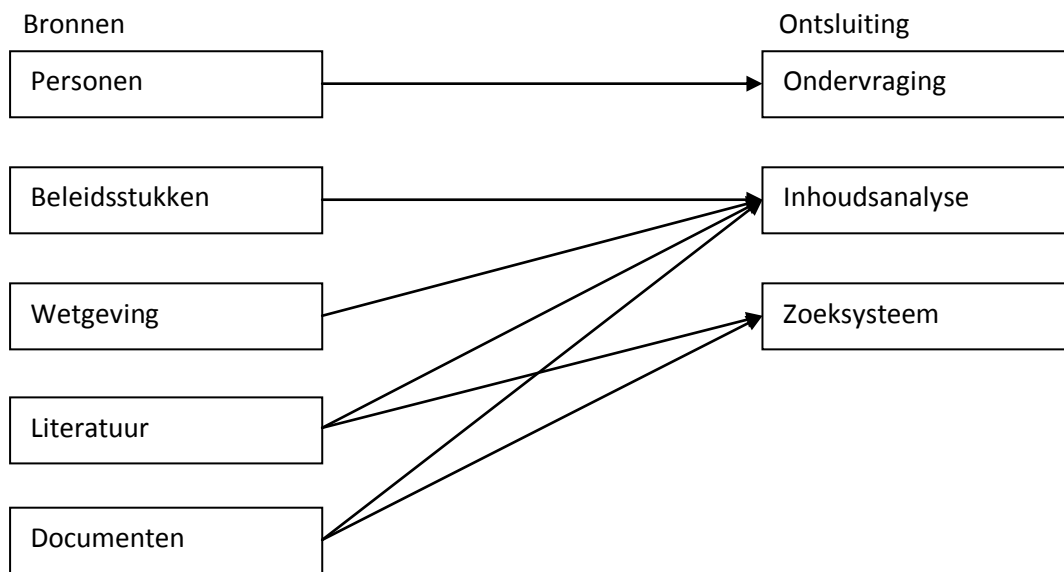 Bronnen
Ontsluiting
Personen
Ondervraging
Beleidsstukken
Inhoudsanalyse
Wetgeving
Zoeksysteem
Literatuur
Documenten